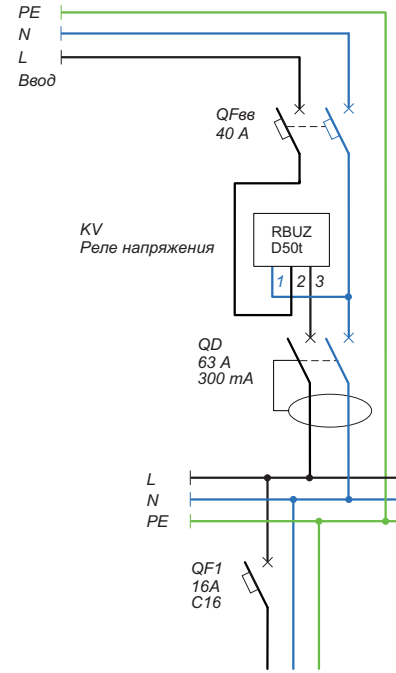 PE
N
L
Ввод
QFвв
40 А
KV
Реле напряжения
RBUZ
D50t
1 2 3
QD
63 А
300 mA
L
N
PE
QF1
16A
C16